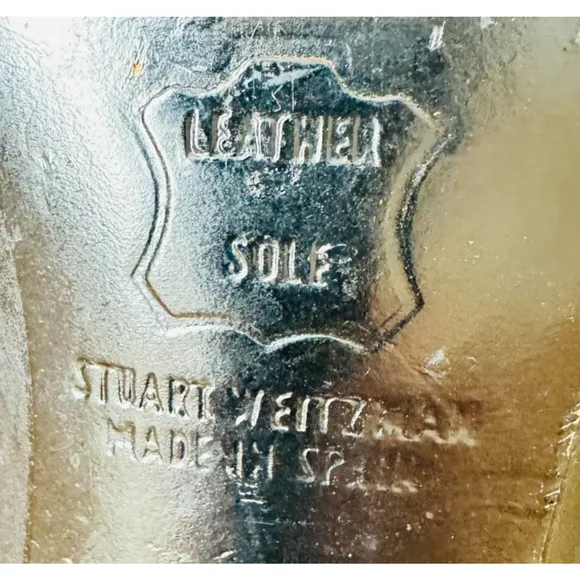 LEATHER
SOLE
STUART WEITZMAN
MADE IN SPAIN